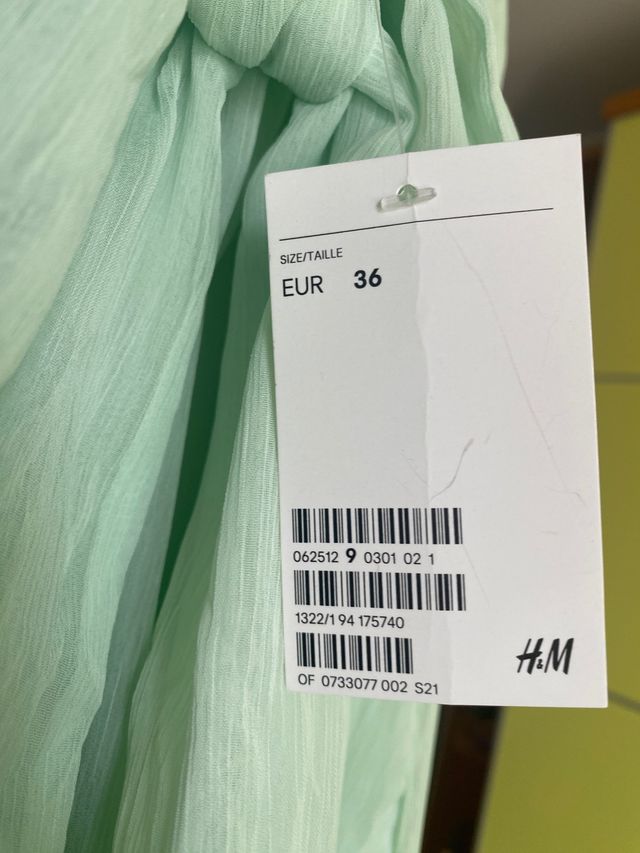 SIZE/TAILLE
EUR 36
062512 9 0301 02 1
1322/1 94 175740
OF 0733077 002 S21
H&M